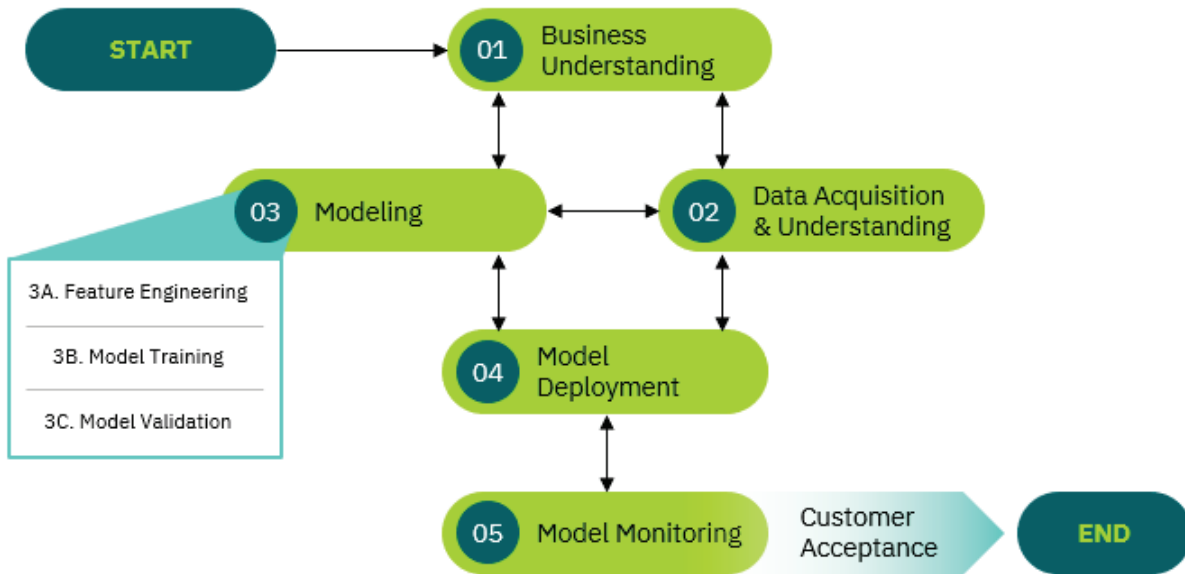 START
01
Business
Understanding
03
Modeling
02
Data Acquisition
& Understanding
3A. Feature Engineering
3B. Model Training
3C. Model Validation
04
Model
Deployment
05
Model Monitoring
Customer
Acceptance
END